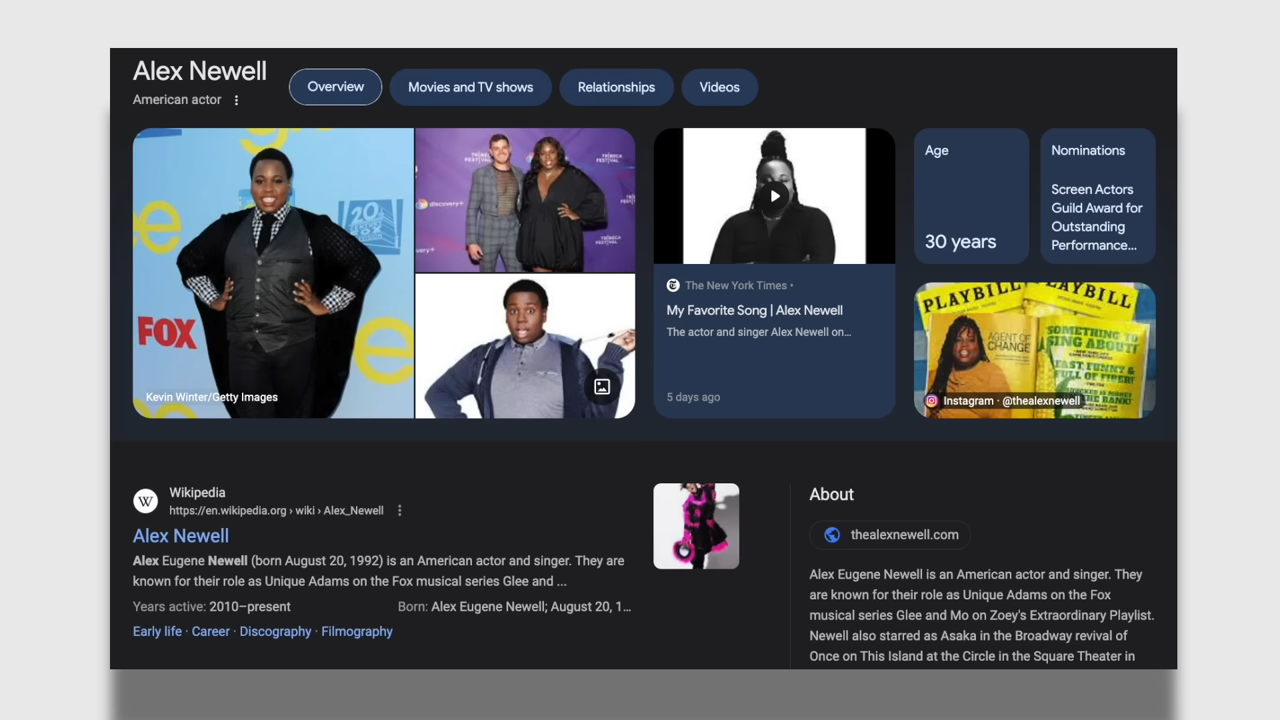 Alex Newell
American actor
Overview
Movies and TV shows
Relationships
Videos
20
FOX
Kevin Winter/Getty Images
TRIBECA
FESTIVAL
discovery+
The New York Times •
My Favorite Song | Alex Newell
The actor and singer Alex Newell on...
5 days ago
Age
30 years
Nominations
Screen Actors
Guild Award for
Outstanding
Performance...
PLAYBILL
PLAYBILL
AGENT OF
CHANGE
SOMETHING TO
SING ABOUT!
FAST, FUNNY &
FULL OF FIRE!
THE BANK!
Instagram · @thealexnewell
W
Wikipedia
https://en.wikipedia.org › wiki › Alex_Newell
Alex Newell
Alex Eugene Newell (born August 20, 1992) is an American actor and singer. They are
known for their role as Unique Adams on the Fox musical series Glee and ...
Years active: 2010–present
Born: Alex Eugene Newell; August 20, 1...
Early life · Career · Discography · Filmography
About
thealexnewell.com
Alex Eugene Newell is an American actor and singer. They
are known for their role as Unique Adams on the Fox
musical series Glee and Mo on Zoey's Extraordinary Playlist.
Newell also starred as Asaka in the Broadway revival of
Once on This Island at the Circle in the Square Theater in